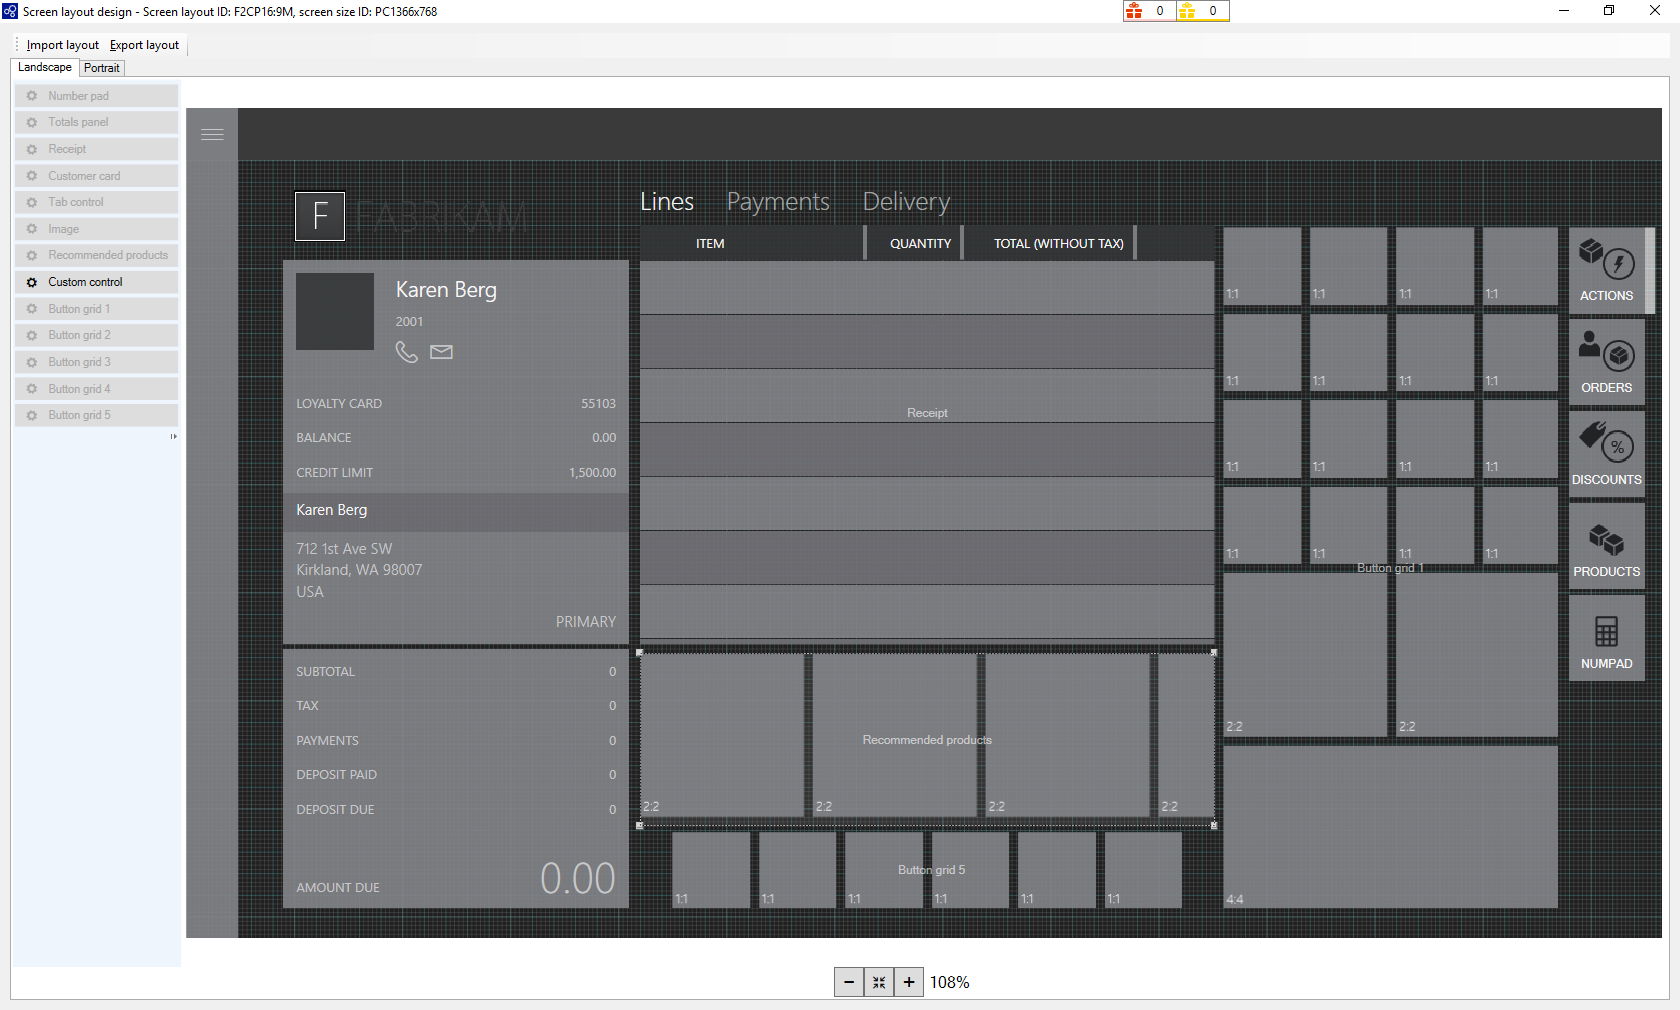 Screen layout design - Screen layout ID: F2CP16:9M, screen size ID: PC1366x768
0 0
Import layout Export layout
Landscape Portrait
Number pad
Totals panel
Receipt
Customer card
Tab control
Image
Recommended products
Custom control
Button grid 1
Button grid 2
Button grid 3
Button grid 4
Button grid 5
F FABRIKAM
Karen Berg
2001
LOYALTY CARD 55103
BALANCE 0.00
CREDIT LIMIT 1,500.00
Karen Berg
712 1st Ave SW
Kirkland, WA 98007
USA
PRIMARY
SUBTOTAL 0
TAX 0
PAYMENTS 0
DEPOSIT PAID 0
DEPOSIT DUE 0
AMOUNT DUE 0.00
Lines Payments Delivery
ITEM QUANTITY TOTAL (WITHOUT TAX)
Receipt
Recommended products
2:2 2:2 2:2 2:2
Button grid 5
1:1 1:1 1:1 1:1 1:1 1:1
1:1 1:1 1:1 1:1
1:1 1:1 1:1 1:1
1:1 1:1 1:1 1:1
1:1 1:1 1:1 1:1
Button grid 1
2:2 2:2
4:4
ACTIONS
ORDERS
%
DISCOUNTS
PRODUCTS
NUMPAD
− + 108%